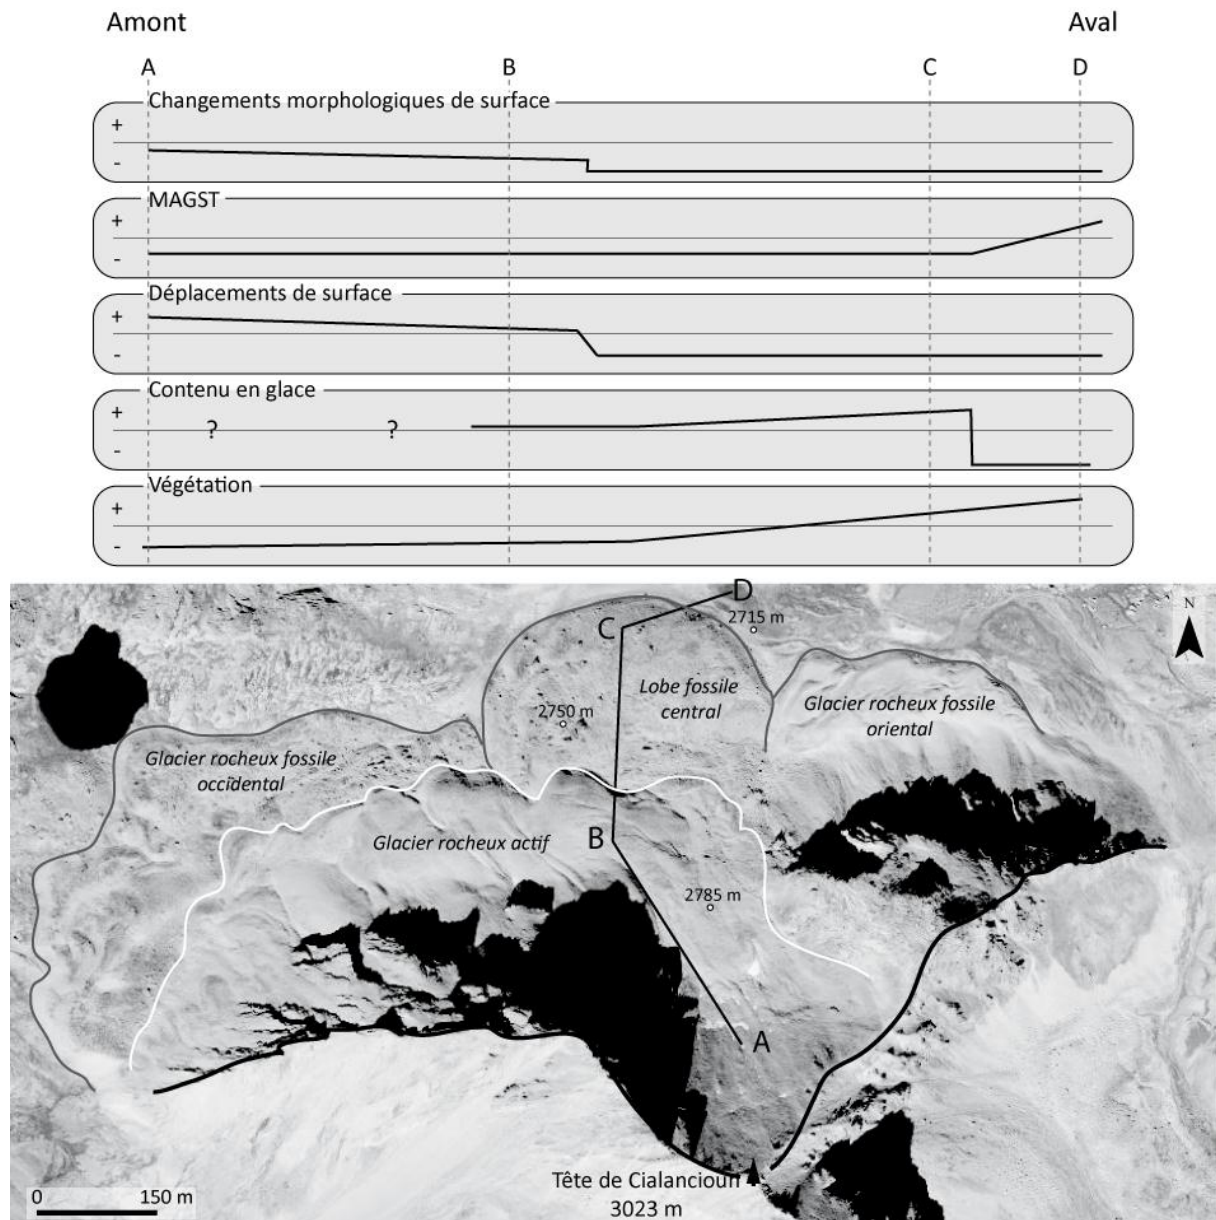 Amont Aval
A B C D
Changements morphologiques de surface
+
-
MAGST
+
-
Déplacements de surface
+
-
Contenu en glace
+
? ?
-
Végétation
+
-
D
N
2715 m
C
Lobe fossile
central
Glacier rocheux fossile
oriental
2750 m
Glacier rocheux fossile
occidental
Glacier rocheux actif
B
2785 m
A
Tête de Cialancioun
3023 m
0 150 m